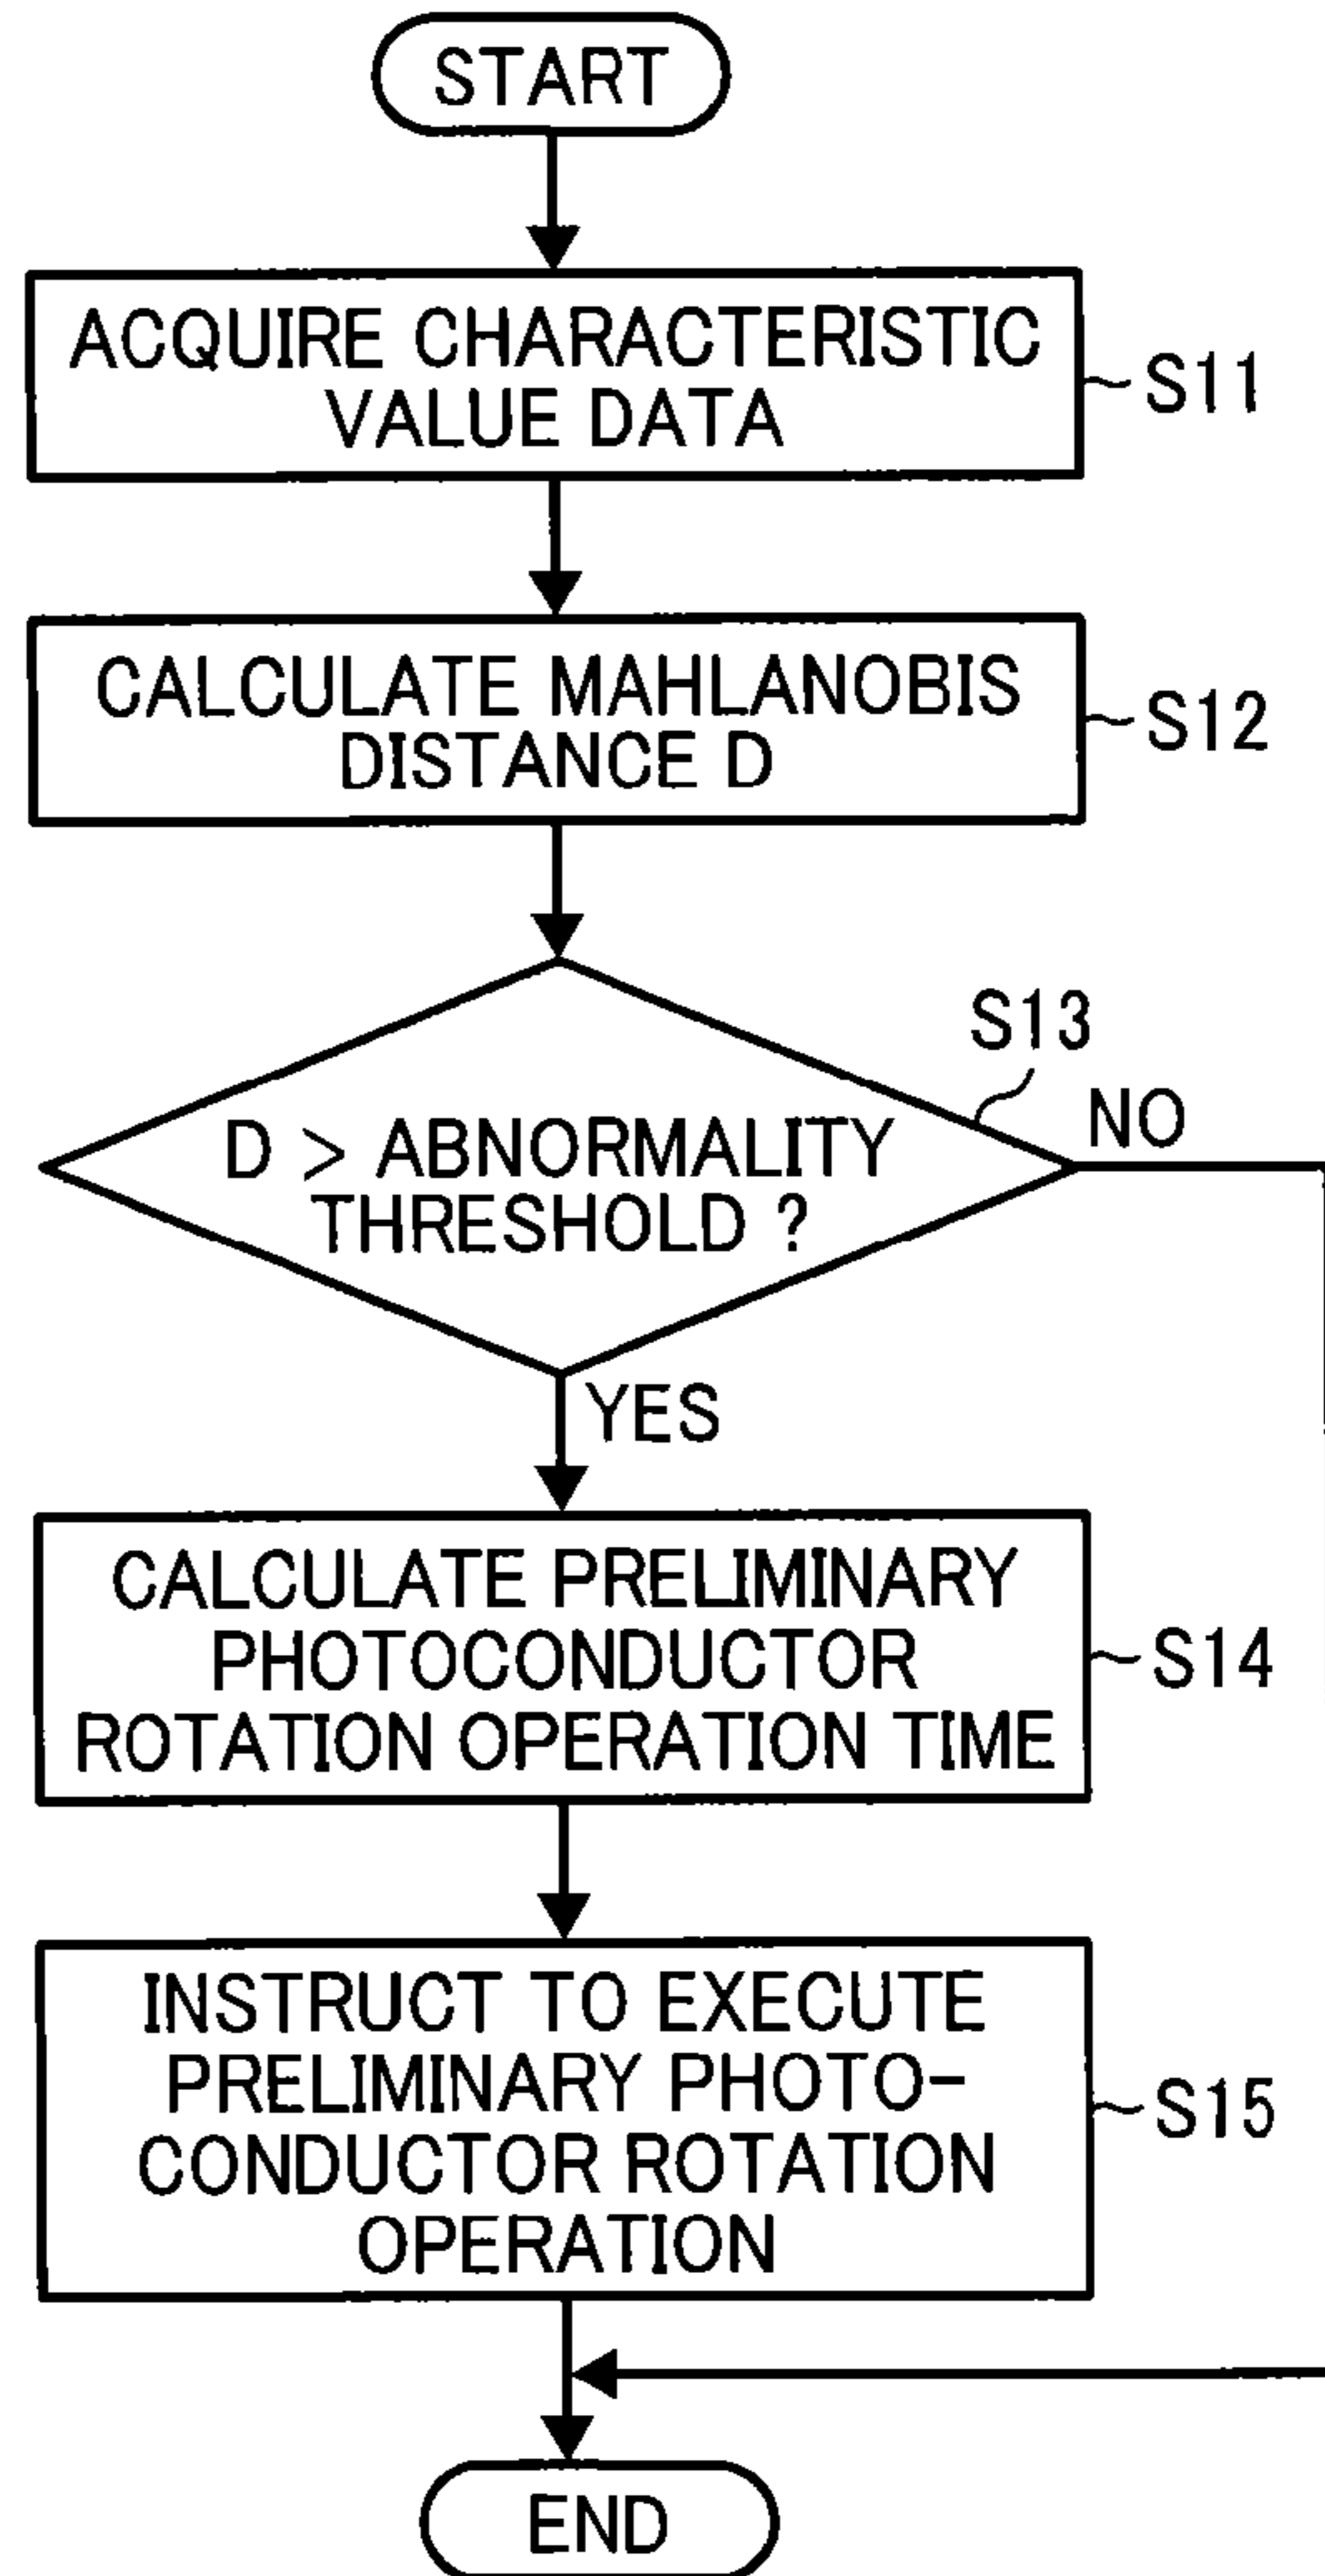 START
ACQUIRE CHARACTERISTIC
VALUE DATA
S11
CALCULATE MAHLANOBIS
DISTANCE D
S12
S13
NO
D > ABNORMALITY
THRESHOLD ?
YES
CALCULATE PRELIMINARY
PHOTOCONDUCTOR
ROTATION OPERATION TIME
S14
INSTRUCT TO EXECUTE
PRELIMINARY PHOTO-
CONDUCTOR ROTATION
OPERATION
S15
END